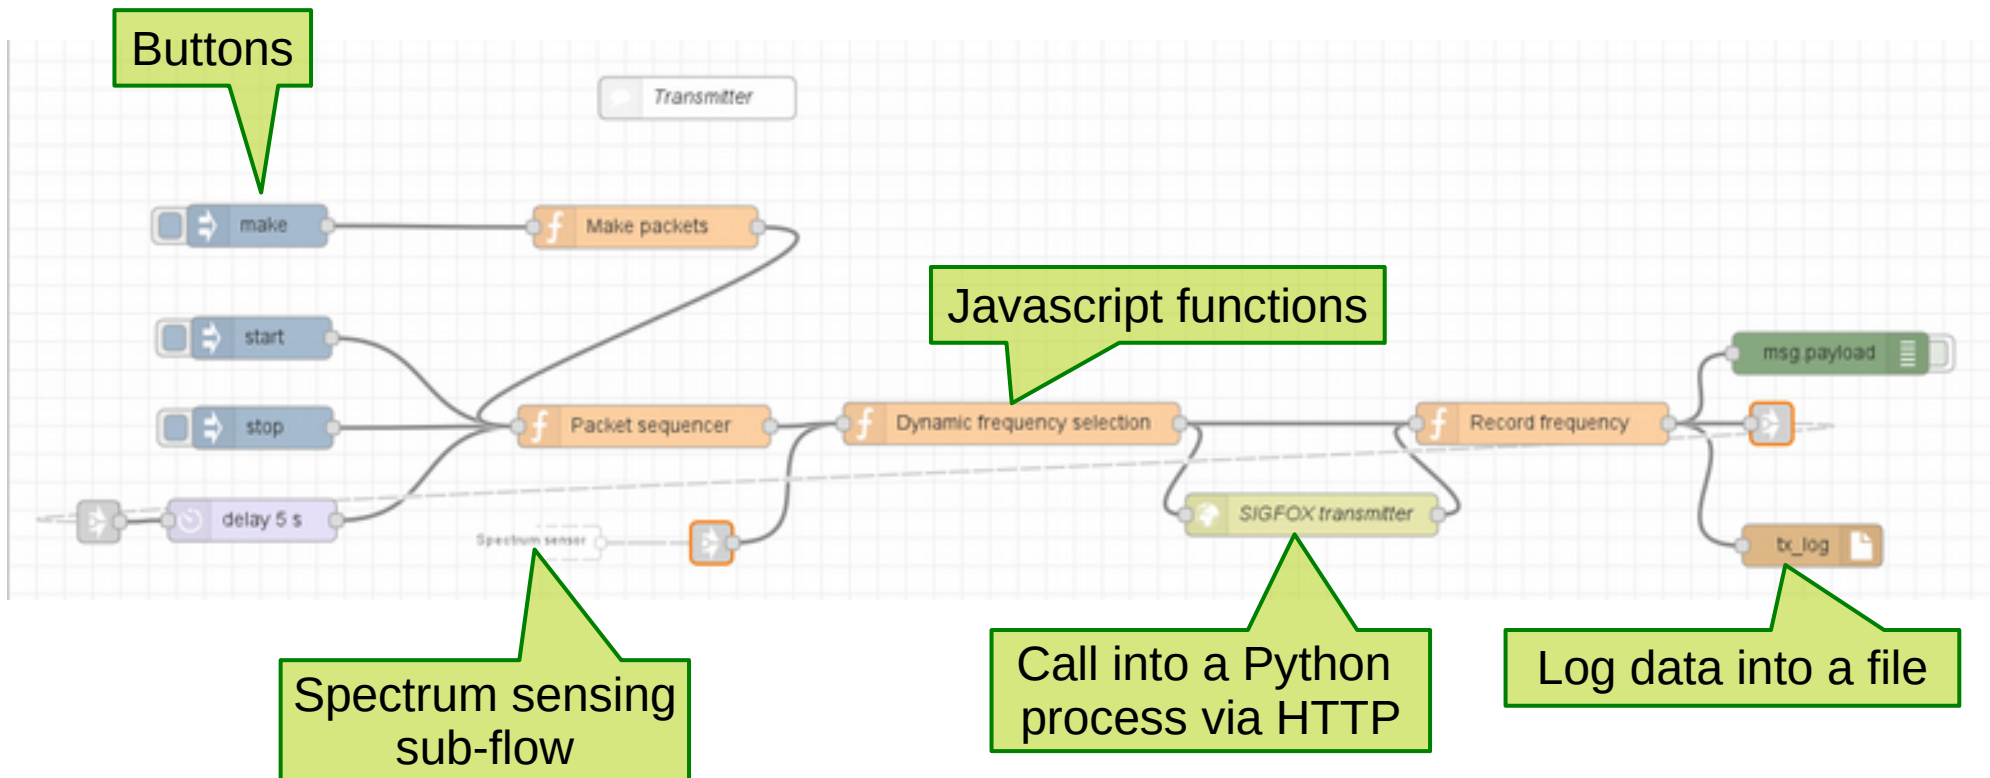 Buttons
Transmitter
make
Make packets
Javascript functions
start
msg.payload
stop
Packet sequencer
Dynamic frequency selection
Record frequency
delay 5 s
Spectrum sensor
SIGFOX transmitter
tx_log
Spectrum sensing
sub-flow
Call into a Python
process via HTTP
Log data into a file